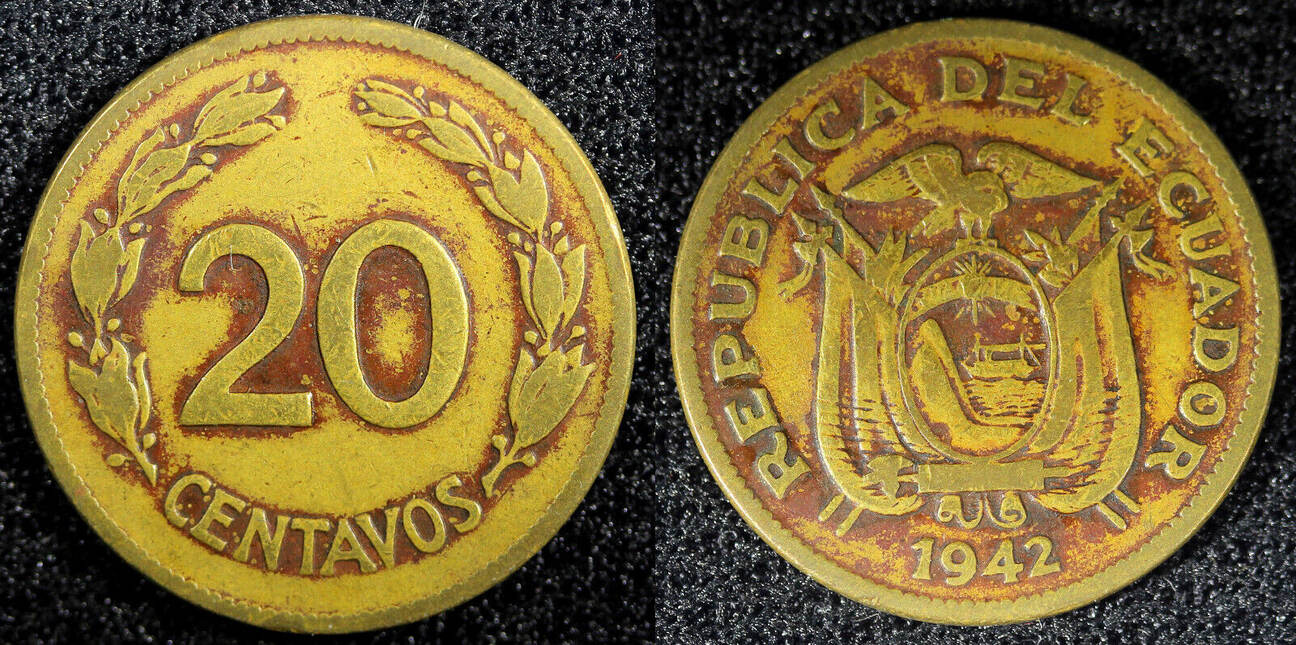 20
CENTAVOS
REPUBLICA DEL ECUADOR
1942